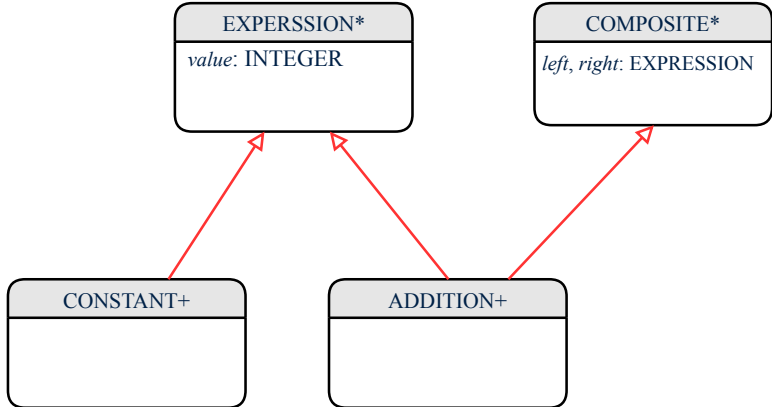 EXPERSSION*
value: INTEGER
COMPOSITE*
left, right: EXPRESSION
CONSTANT+
ADDITION+